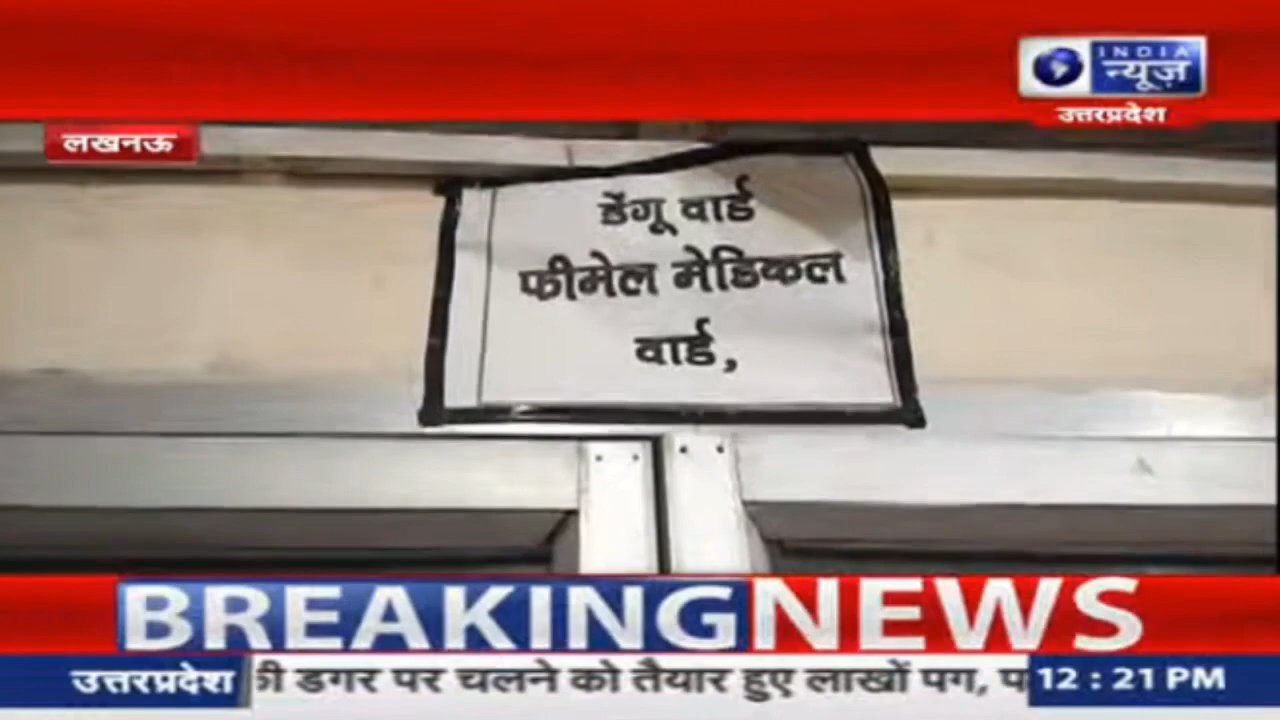 INDIA
न्यूज़
उत्तरप्रदेश
लखनऊ
डेंगू वार्ड
फीमेल मेडिकल
वार्ड,
BREAKING NEWS
उत्तरप्रदेश
डगर पर चलने को तैयार हुए लाखों पग,
12 : 21 PM